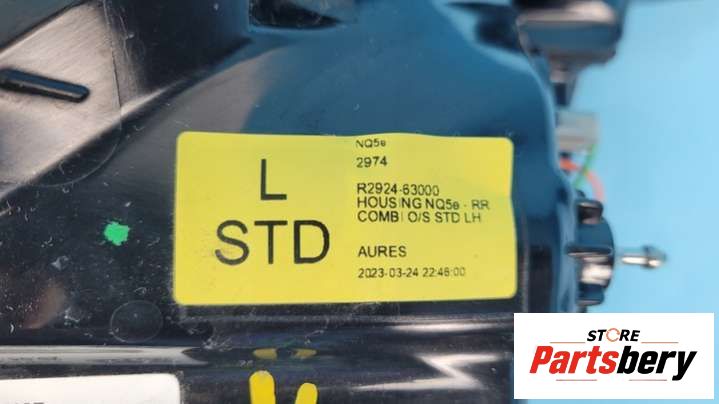 L
STD
NQ5e
2974
R2924-63000
HOUSING NQ5e - RR
COMBI O/S STD LH
AURES
2023-03-24 22:46:00
STORE
Partsbery